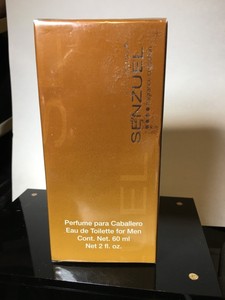 SENZUEL
Perfume para Caballero
Eau de Toilette for Men
Cont. Net. 60 ml
Net 2 fl. oz.